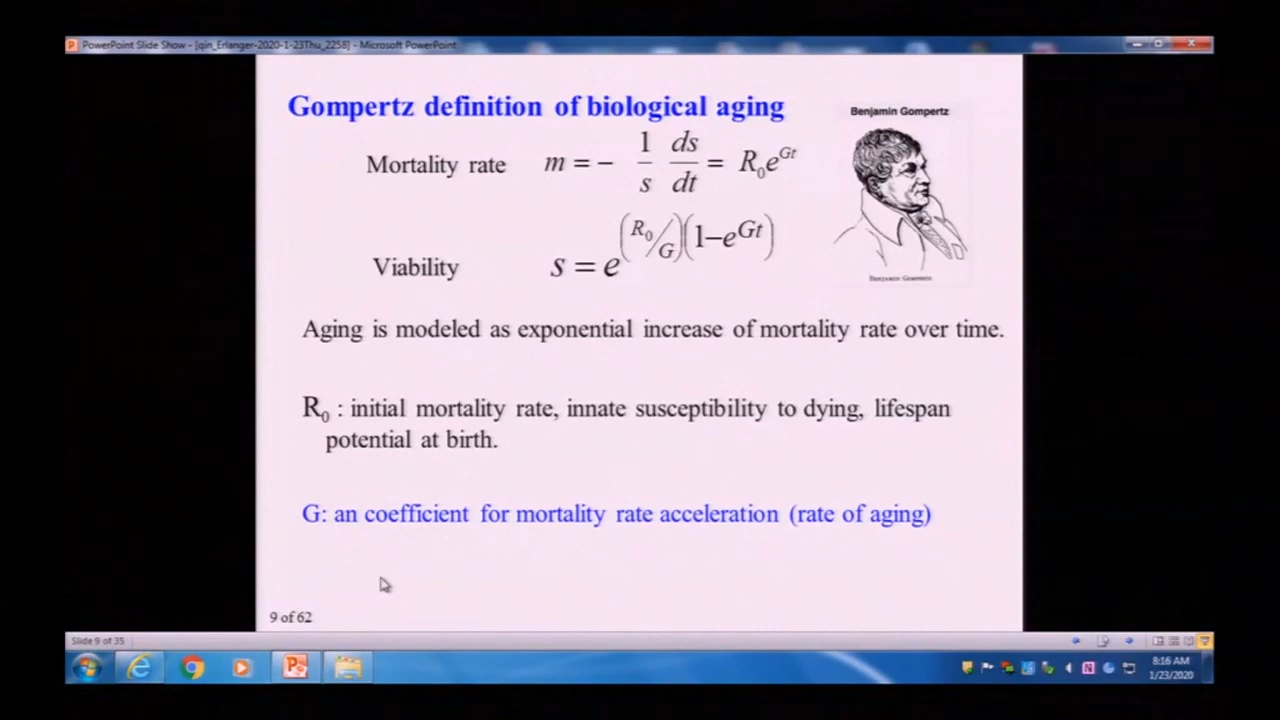 PowerPoint Slide Show - [qin_Erlanger-2020-1-23Thu_2258] - Microsoft PowerPoint
Gompertz definition of biological aging
Benjamin Gompertz
Mortality rate m = − 1/s ds/dt = R₀e^{Gt}
Viability s = e^{(R₀/G)(1−e^{Gt})}
BENJAMIN GOMPERTZ
Aging is modeled as exponential increase of mortality rate over time.
R₀ : initial mortality rate, innate susceptibility to dying, lifespan
potential at birth.
G: an coefficient for mortality rate acceleration (rate of aging)
9 of 62
Slide 9 of 35
8:16 AM
1/23/2020